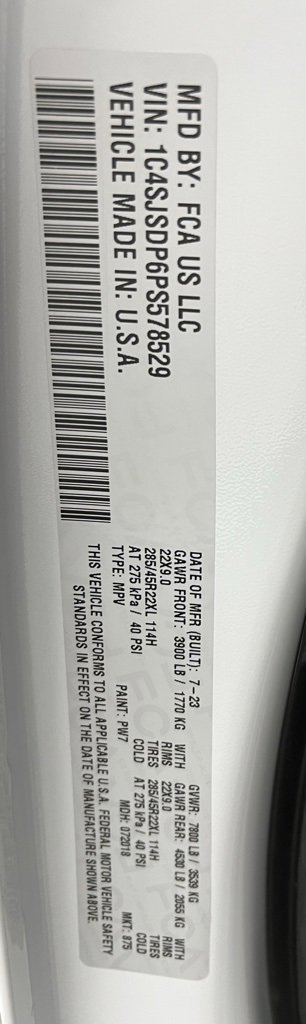 MFD BY: FCA US LLC
VIN: 1C4SJSDP6PS578529
VEHICLE MADE IN: U.S.A.
DATE OF MFR (BUILT): 7-23 GVWR: 7800 LB / 3539 KG
GAWR FRONT: 3900 LB / 1770 KG WITH GAWR REAR: 4530 LB / 2055 KG WITH
22X9.0 RIMS 22X9.0 RIMS
285/45R22XL 114H TIRES 285/45R22XL 114H TIRES
AT 275 kPa / 40 PSI COLD AT 275 kPa / 40 PSI COLD
TYPE: MPV PAINT: PW7 MDH: 072018 MKT: 875
THIS VEHICLE CONFORMS TO ALL APPLICABLE U.S.A. FEDERAL MOTOR VEHICLE SAFETY
STANDARDS IN EFFECT ON THE DATE OF MANUFACTURE SHOWN ABOVE.